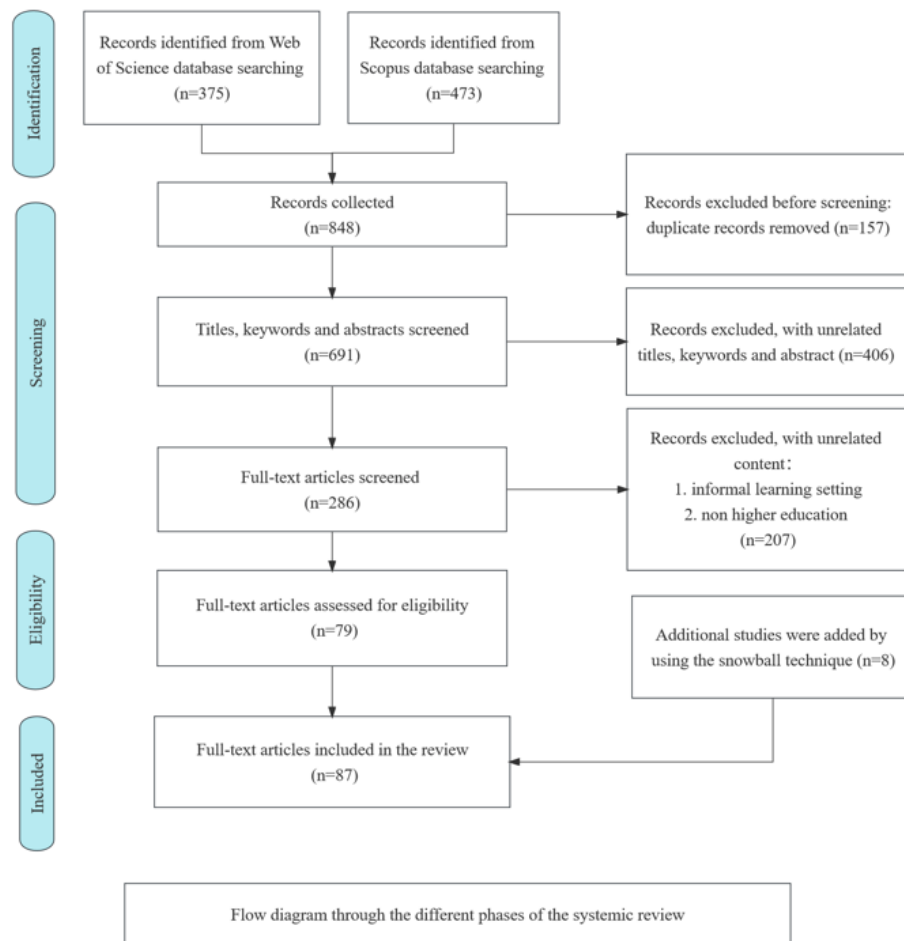 Identification
Records identified from Web
of Science database searching
(n=375)
Records identified from
Scopus database searching
(n=473)
Screening
Records collected
(n=848)
Records excluded before screening:
duplicate records removed (n=157)
Titles, keywords and abstracts screened
(n=691)
Records excluded, with unrelated
titles, keywords and abstract (n=406)
Full-text articles screened
(n=286)
Records excluded, with unrelated
content:
1. informal learning setting
2. non higher education
(n=207)
Eligibility
Full-text articles assessed for eligibility
(n=79)
Additional studies were added by
using the snowball technique (n=8)
Included
Full-text articles included in the review
(n=87)
Flow diagram through the different phases of the systemic review